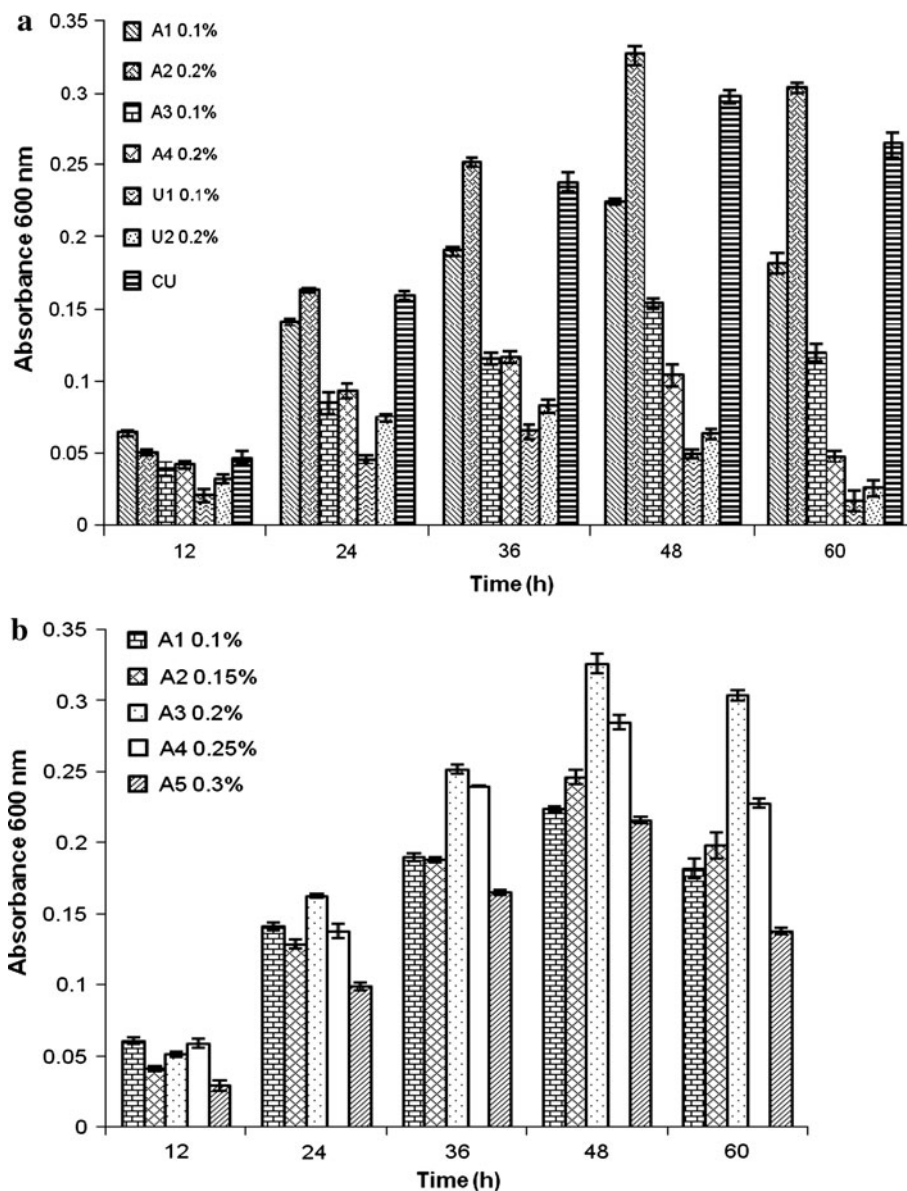 a
0.35
0.3
0.25
0.2
0.15
0.1
0.05
0
Absorbance 600 nm
A1 0.1%
A2 0.2%
A3 0.1%
A4 0.2%
U1 0.1%
U2 0.2%
CU
12 24 36 48 60
Time (h)
b
0.35
0.3
0.25
0.2
0.15
0.1
0.05
0
Absorbance 600 nm
A1 0.1%
A2 0.15%
A3 0.2%
A4 0.25%
A5 0.3%
12 24 36 48 60
Time (h)